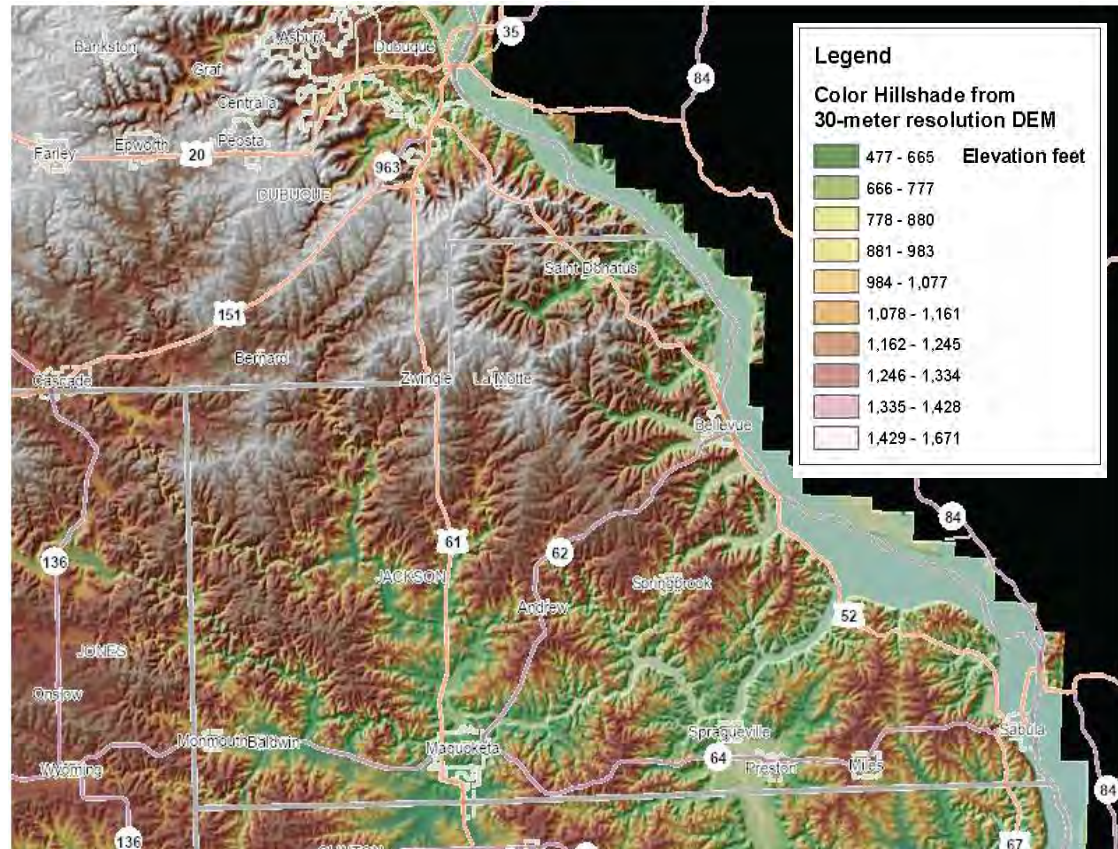 Legend
Color Hillshade from
30-meter resolution DEM
477 - 665 Elevation feet
666 - 777
778 - 880
881 - 983
984 - 1,077
1,078 - 1,161
1,162 - 1,245
1,246 - 1,334
1,335 - 1,428
1,429 - 1,671
35
Asbury
Dubuque
Bankston
Graf
84
Centralia
Peosta
Epworth
Farley
20
963
DUBUQUE
Saint Donatus
151
Bernard
Cascade
Zwingle
La Motte
Bellevue
84
61
62
136
JACKSON
Springbrook
Andrew
52
JONES
Onslow
Monmouth
Baldwin
Maquoketa
Spragueville
Sabula
64
Preston
Miles
Wyoming
84
136
67